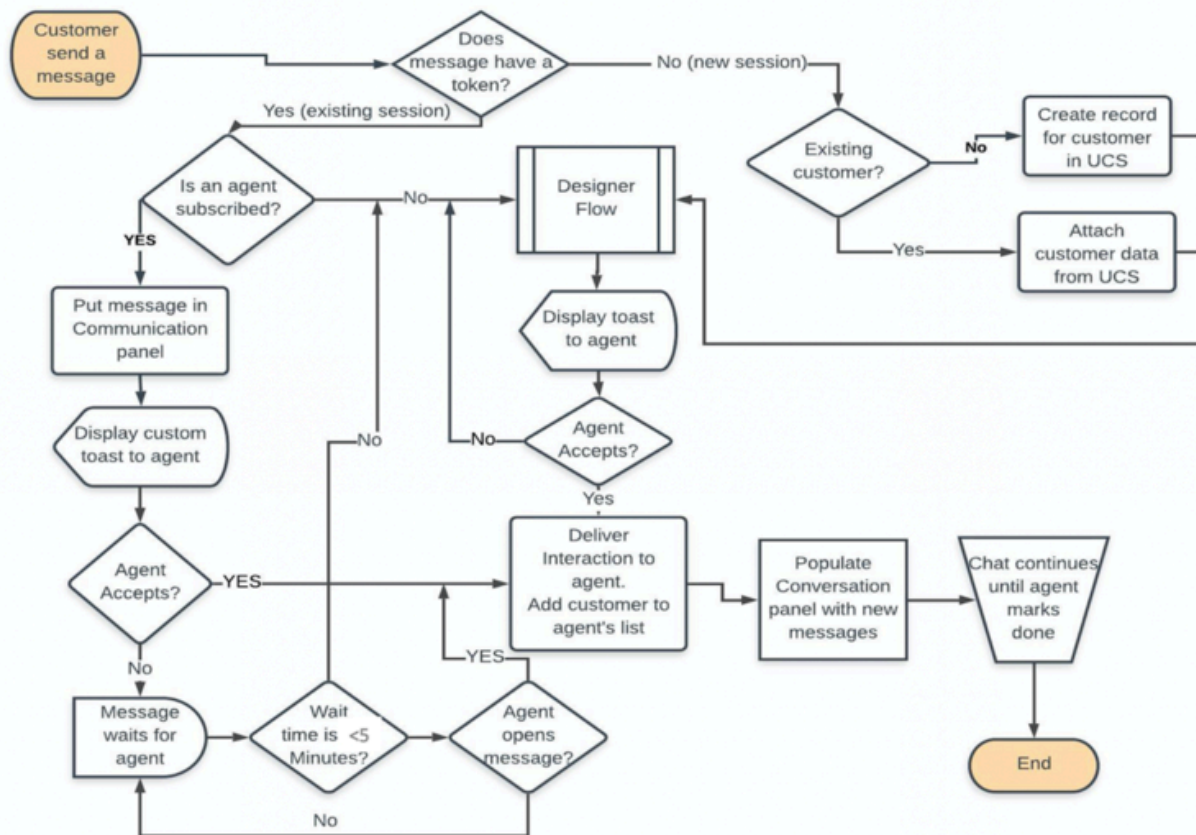 Customer
send a
message
Does
message have a
token?
No (new session)
Yes (existing session)
Create record
for customer
in UCS
No
Existing
customer?
Is an agent
subscribed?
No
Designer
Flow
YES
Yes
Attach
customer data
from UCS
Put message in
Communication
panel
Display toast
to agent
Display custom
toast to agent
No
No
Agent
Accepts?
Yes
Agent
Accepts?
YES
Deliver
Interaction to
agent.
Add customer to
agent's list
Populate
Conversation
panel with new
messages
Chat continues
until agent
marks
done
No
YES
Message
waits for
agent
Wait
time is <5
Minutes?
Agent
opens
message?
End
No